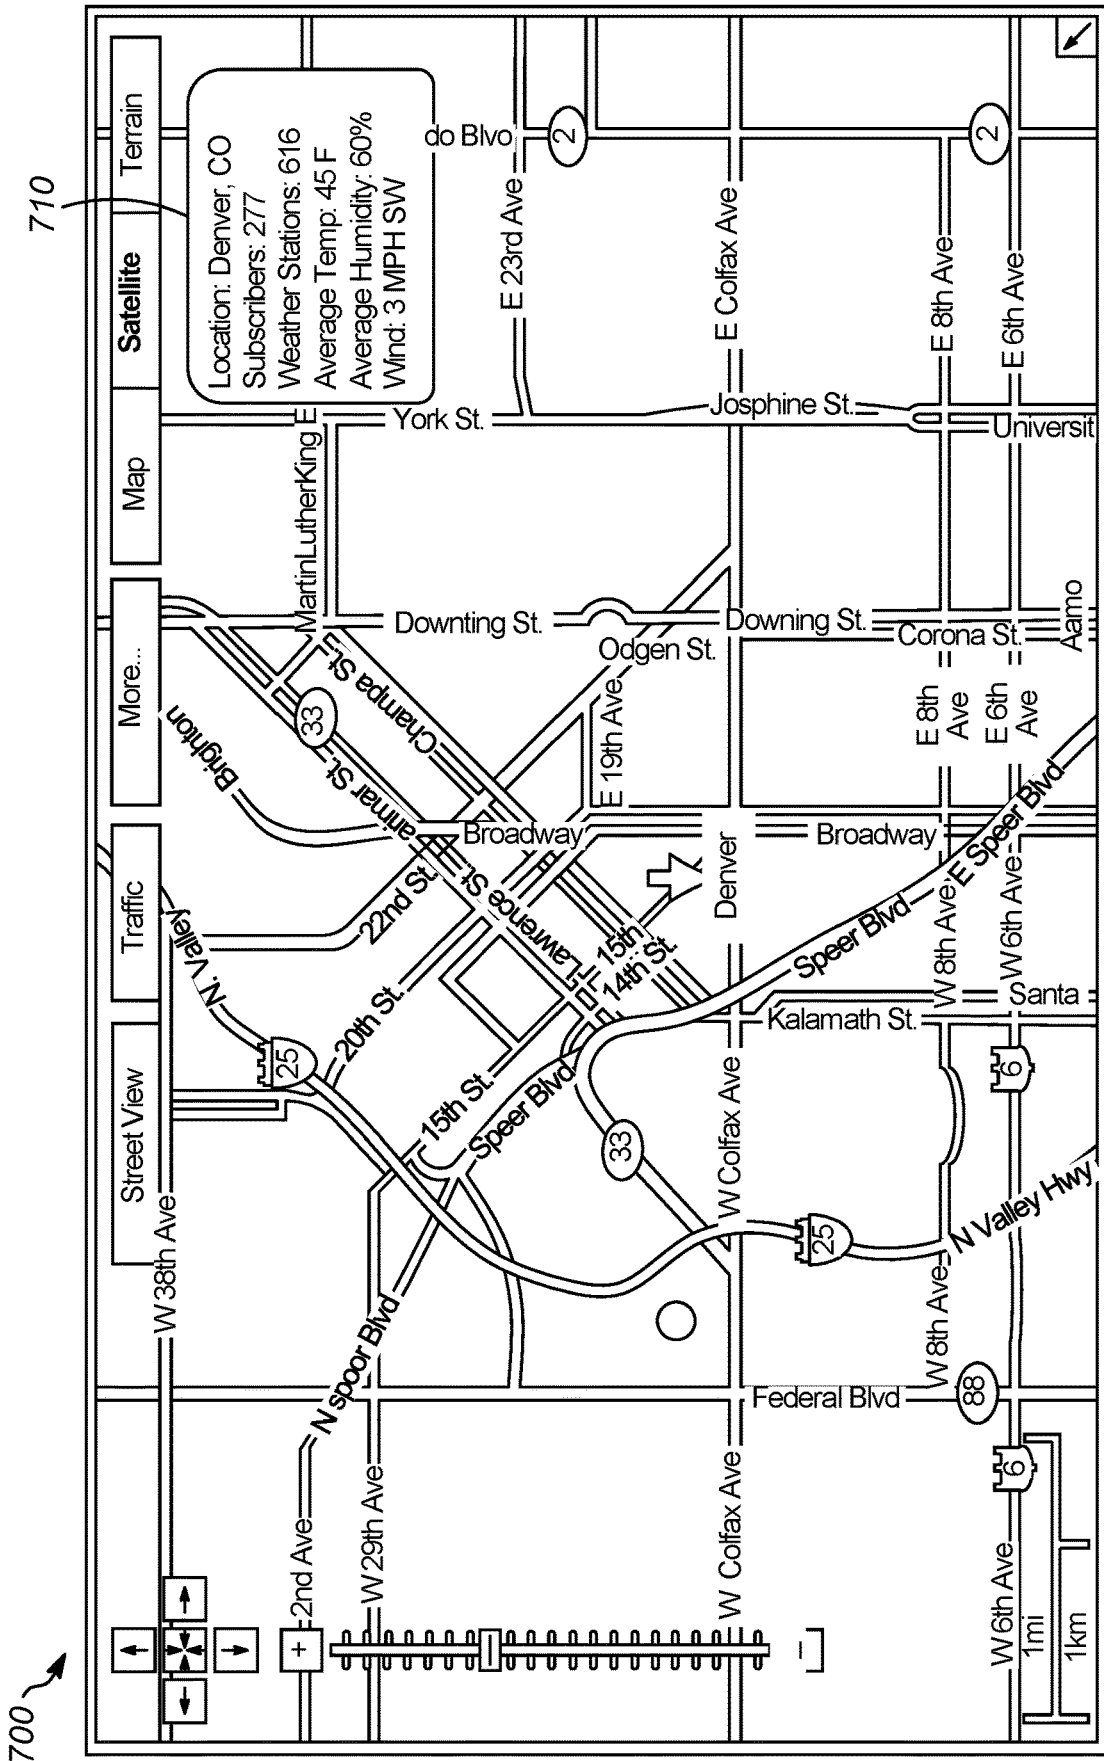 700
710
Street View
Traffic
More...
Map
Satellite
Terrain
Location: Denver, CO
Subscribers: 277
Weather Stations: 616
Average Temp: 45 F
Average Humidity: 60%
Wind: 3 MPH SW
W 38th Ave
N. Valley
Brighton
25
20th St.
22nd St.
33
MartinLutherKing E
+
2nd Ave
N spoor Blvd
W 29th Ave
15th St.
Speer Blvd
arimar St.
Champa St.
Downting St.
York St.
do Blvo
2
Lawrence St
Broadway
E 23rd Ave
15th
14th St.
E 19th Ave
Odgen St.
33
W Colfax Ave
W Colfax Ave
Denver
E Colfax Ave
Federal Blvd
25
Kalamath St.
Speer Blvd
Broadway
Downing St.
Josphine St.
W 8th Ave
W 8th Ave
E 8th
Ave
Corona St.
E 8th Ave
88
N Valley Hwy
E Speer Blvd
W 6th Ave
6
6
Santa
W 6th Ave
E 6th
Ave
E 6th Ave
Universit
2
Aamo
1mi
1km